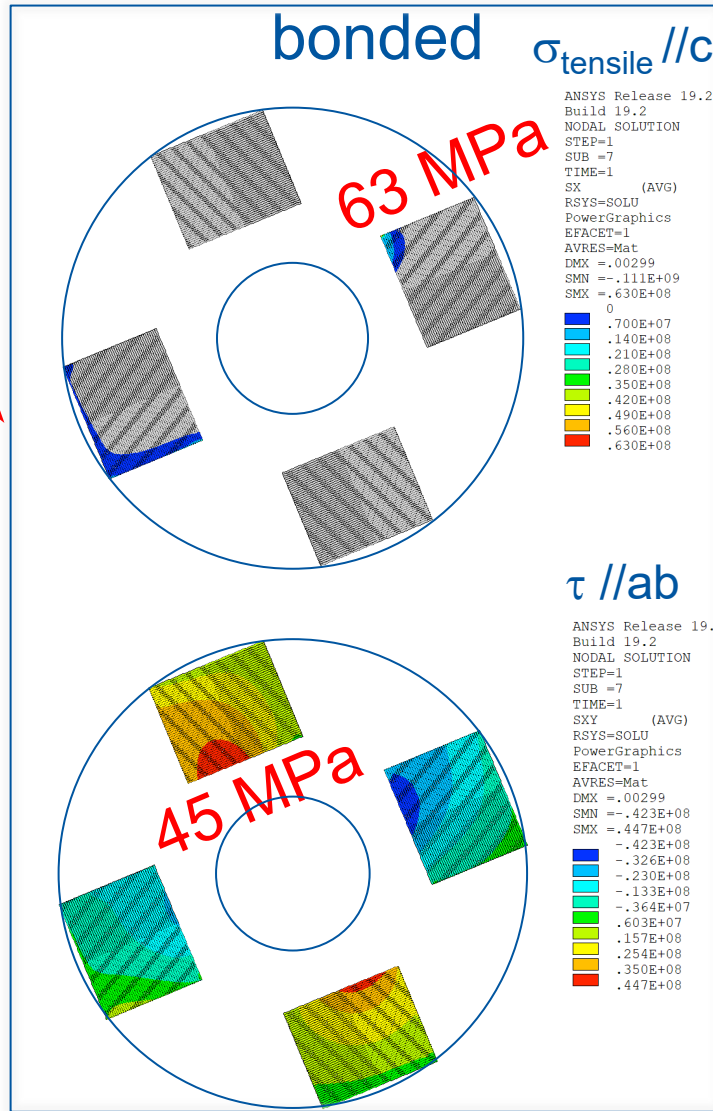 bonded
σtensile //c
ANSYS Release 19.2
Build 19.2
NODAL SOLUTION
STEP=1
SUB =7
TIME=1
SX (AVG)
RSYS=SOLU
PowerGraphics
EFACET=1
AVRES=Mat
DMX =.00299
SMN =-.111E+09
SMX =.630E+08
0
.700E+07
.140E+08
.210E+08
.280E+08
.350E+08
.420E+08
.490E+08
.560E+08
.630E+08
63 MPa
τ //ab
ANSYS Release 19.
Build 19.2
NODAL SOLUTION
STEP=1
SUB =7
TIME=1
SXY (AVG)
RSYS=SOLU
PowerGraphics
EFACET=1
AVRES=Mat
DMX =.00299
SMN =-.423E+08
SMX =.447E+08
-.423E+08
-.326E+08
-.230E+08
-.133E+08
-.364E+07
.603E+07
.157E+08
.254E+08
.350E+08
.447E+08
45 MPa